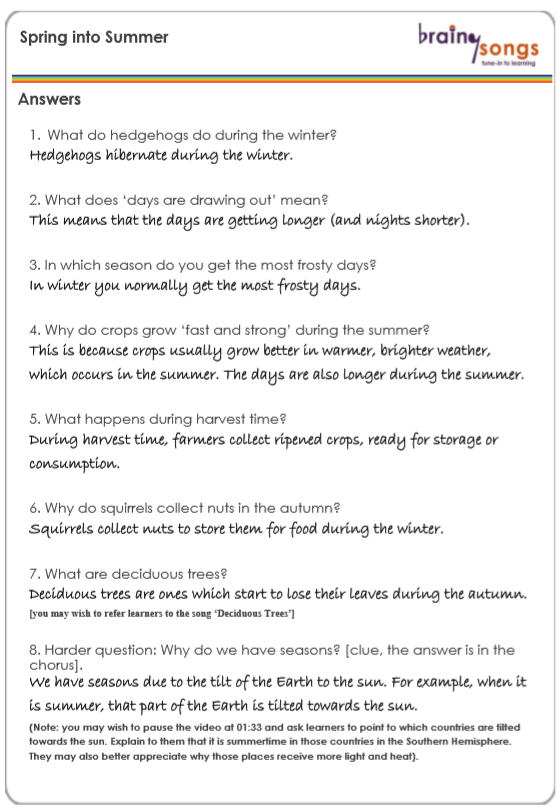 Spring into Summer
brainy
songs
tune-in to learning
Answers
1. What do hedgehogs do during the winter?
Hedgehogs hibernate during the winter.
2. What does ‘days are drawing out’ mean?
This means that the days are getting longer (and nights shorter).
3. In which season do you get the most frosty days?
In winter you normally get the most frosty days.
4. Why do crops grow ‘fast and strong’ during the summer?
This is because crops usually grow better in warmer, brighter weather,
which occurs in the summer. The days are also longer during the summer.
5. What happens during harvest time?
During harvest time, farmers collect ripened crops, ready for storage or
consumption.
6. Why do squirrels collect nuts in the autumn?
Squirrels collect nuts to store them for food during the winter.
7. What are deciduous trees?
Deciduous trees are ones which start to lose their leaves during the autumn.
[you may wish to refer learners to the song ‘Deciduous Trees’]
8. Harder question: Why do we have seasons? [clue, the answer is in the
chorus].
We have seasons due to the tilt of the Earth to the sun. For example, when it
is summer, that part of the Earth is tilted towards the sun.
(Note: you may wish to pause the video at 01:33 and ask learners to point to which countries are tilted
towards the sun. Explain to them that it is summertime in those countries in the Southern Hemisphere.
They may also better appreciate why those places receive more light and heat).